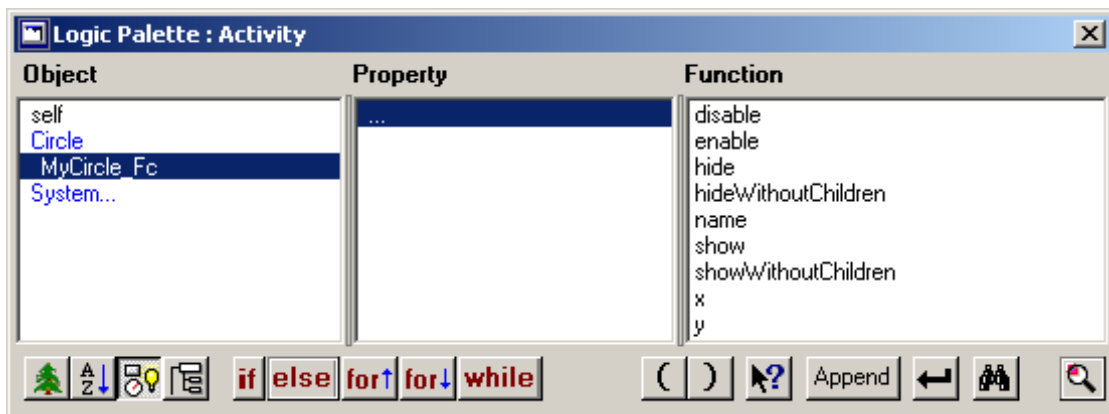 Logic Palette : Activity
Object Property Function
self
Circle
MyCircle_Fc
System...
...
disable
enable
hide
hideWithoutChildren
name
show
showWithoutChildren
x
y
A Z if else for↑ for↓ while ( ) ? Append